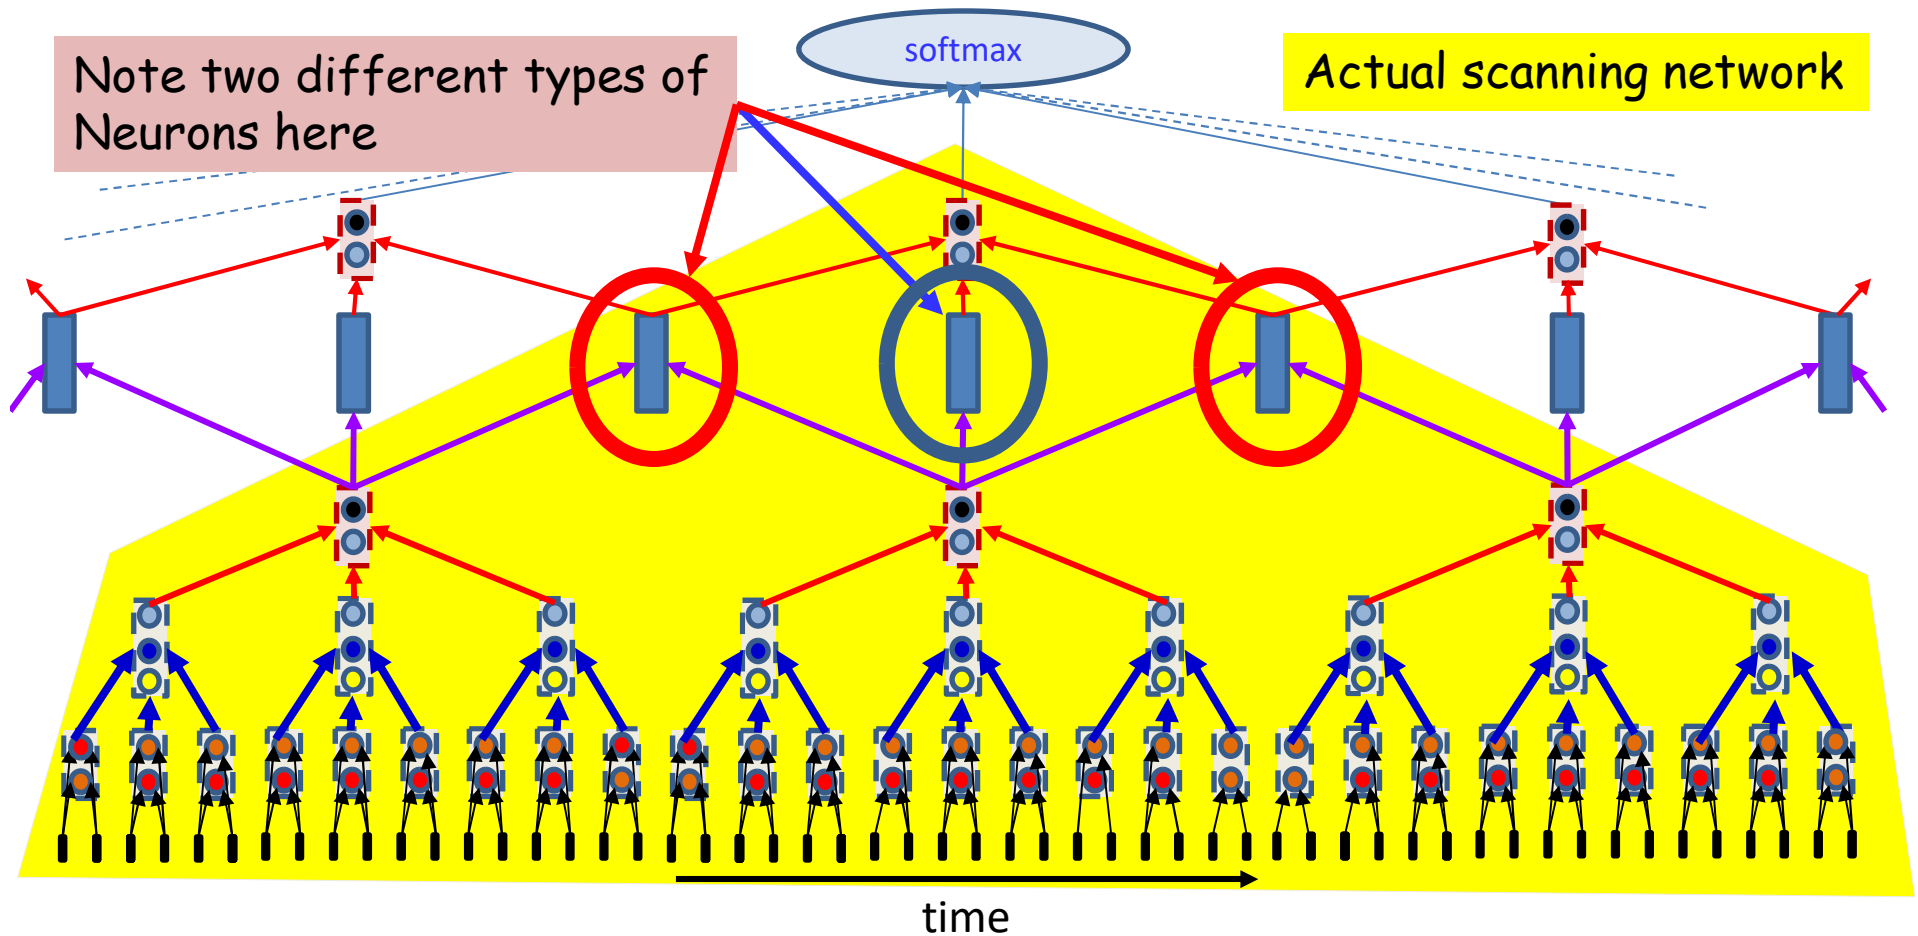 Note two different types of
Neurons here
softmax
Actual scanning network
time